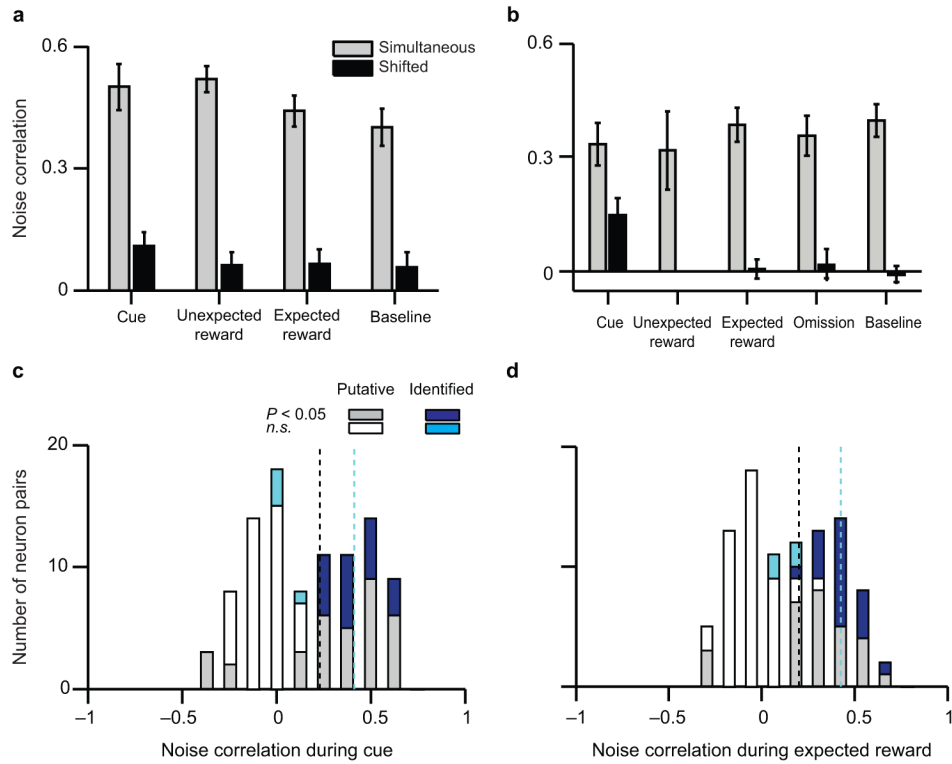 a
0.6
0.3
0
Noise correlation
Simultaneous
Shifted
Cue
Unexpected
reward
Expected
reward
Baseline
b
0.6
0.3
0
Cue
Unexpected
reward
Expected
reward
Omission
Baseline
c
Putative
Identified
P < 0.05
n.s.
20
10
0
Number of neuron pairs
−1
−0.5
0
0.5
1
Noise correlation during cue
d
−1
−0.5
0
0.5
1
Noise correlation during expected reward